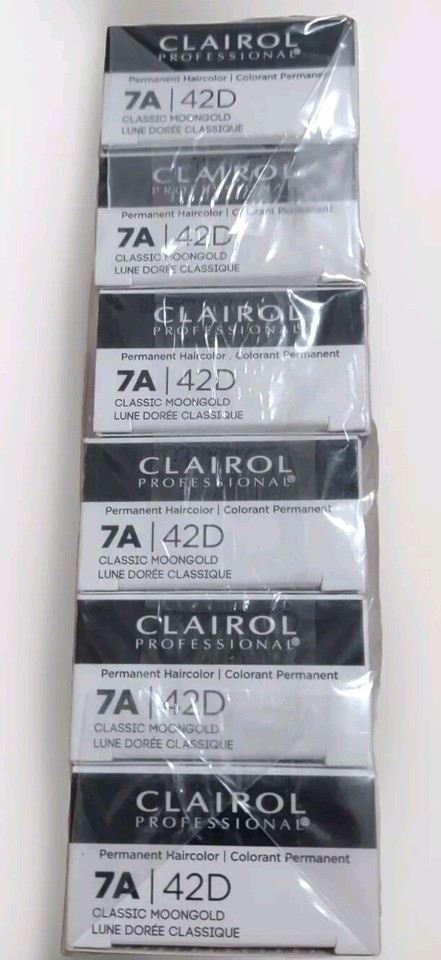 CLAIROL
PROFESSIONAL®
Permanent Haircolor | Colorant Permanent
7A | 42D
CLASSIC MOONGOLD
LUNE DORÉE CLASSIQUE
CLAIROL
PROFESSIONAL
Permanent Haircolor | Colorant Permanent
7A | 42D
CLASSIC MOONGOLD
LUNE DORÉE CLASSIQUE
CLAIROL
PROFESSIONAL®
Permanent Haircolor | Colorant Permanent
7A | 42D
CLASSIC MOONGOLD
LUNE DORÉE CLASSIQUE
CLAIROL
PROFESSIONAL®
Permanent Haircolor | Colorant Permanent
7A | 42D
CLASSIC MOONGOLD
LUNE DORÉE CLASSIQUE
CLAIROL
PROFESSIONAL®
Permanent Haircolor | Colorant Permanent
7A | 42D
CLASSIC MOONGOLD
LUNE DORÉE CLASSIQUE
CLAIROL
PROFESSIONAL®
Permanent Haircolor | Colorant Permanent
7A | 42D
CLASSIC MOONGOLD
LUNE DORÉE CLASSIQUE